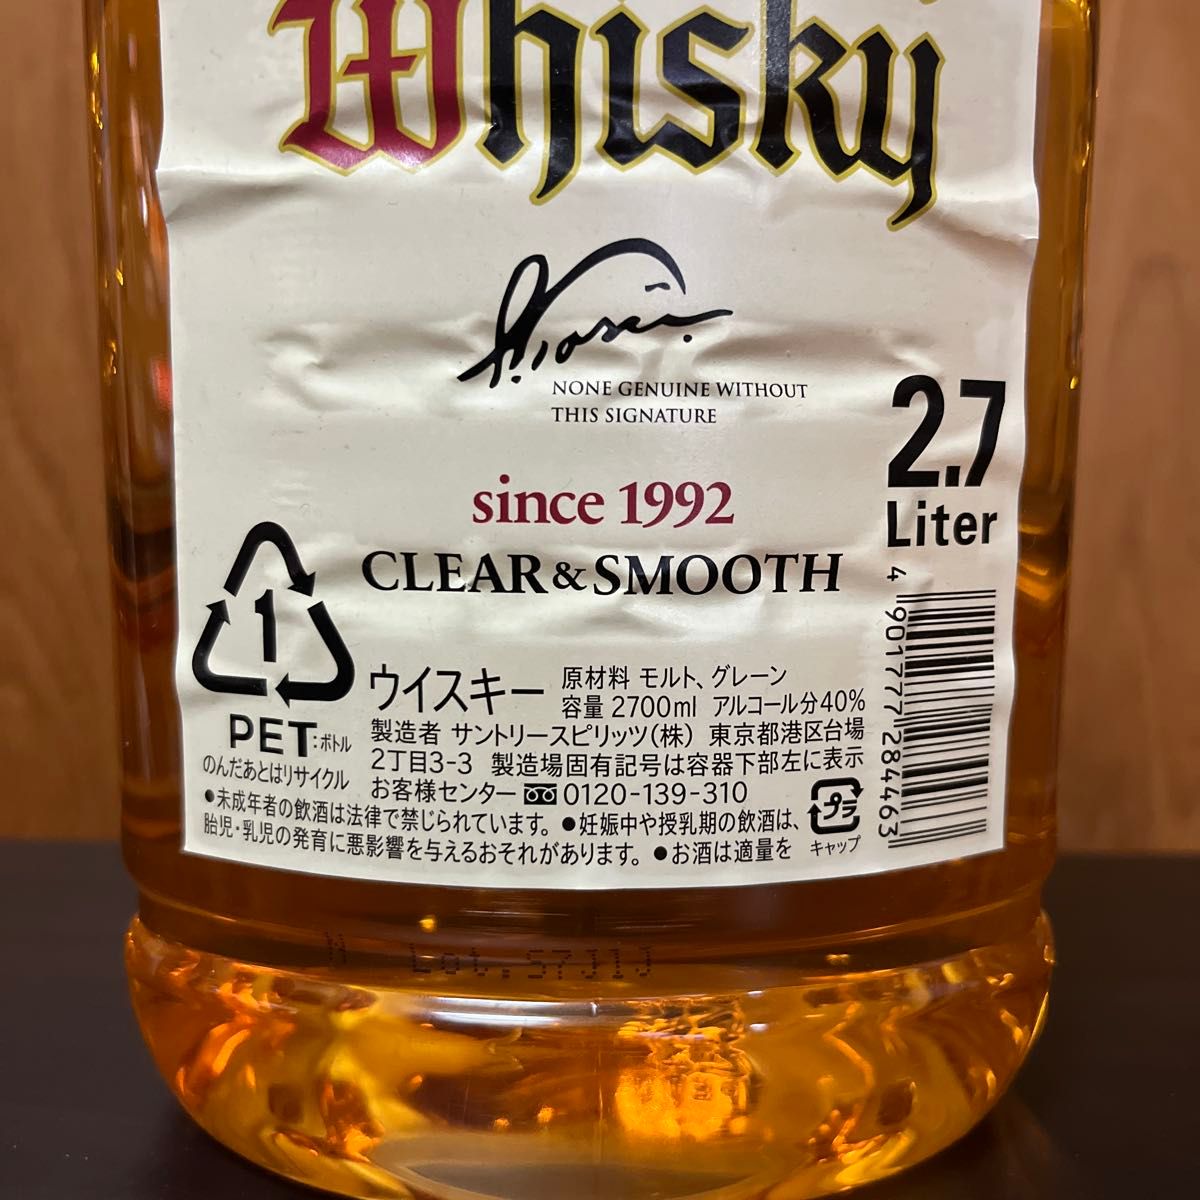 Whisky
NONE GENUINE WITHOUT
THIS SIGNATURE
2.7
Liter
since 1992
CLEAR & SMOOTH
1
PET:ボトル
のんだあとはリサイクル
ウイスキー
原材料 モルト、グレーン
容量 2700ml アルコール分40%
製造者 サントリースピリッツ(株) 東京都港区台場
2丁目3-3 製造場固有記号は容器下部左に表示
お客様センター 0120-139-310
●未成年者の飲酒は法律で禁じられています。●妊娠中や授乳期の飲酒は、
胎児・乳児の発育に悪影響を与えるおそれがあります。●お酒は適量を
プラ
キャップ
4 901777 284463
Lot.